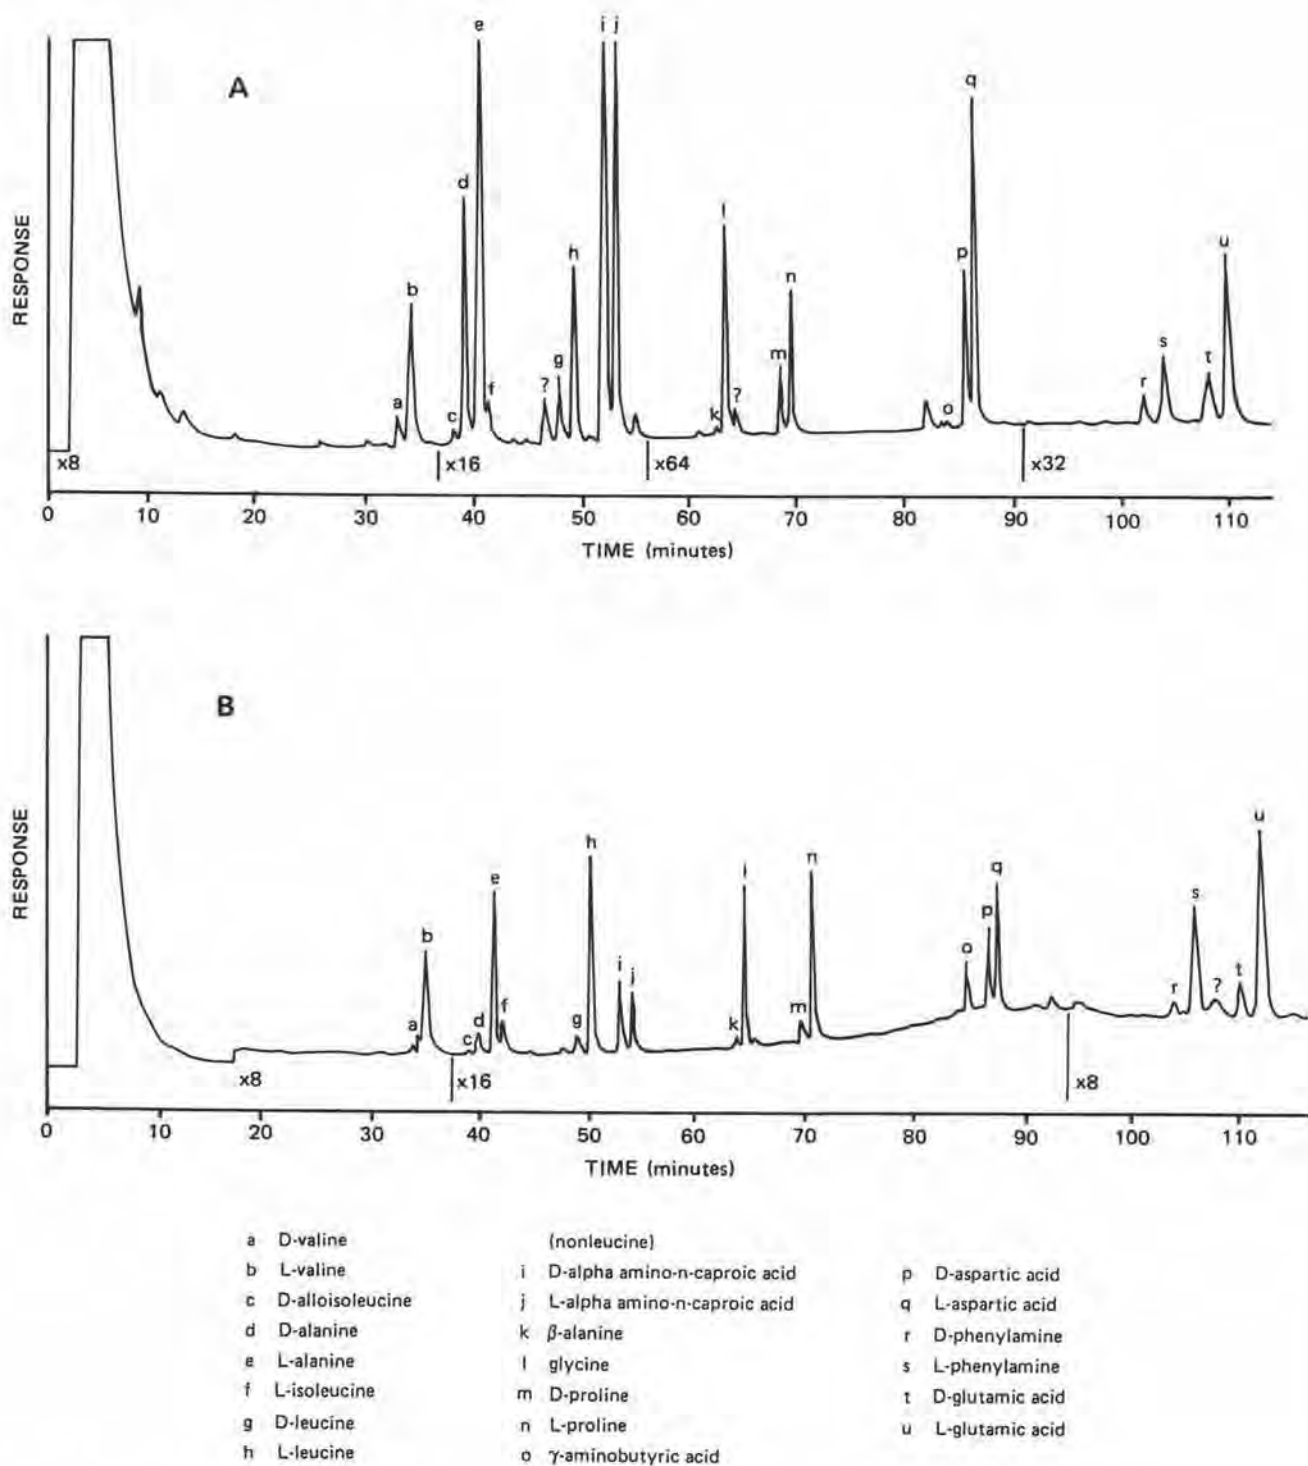 A
e
i j
q
d
l
u
h
b
p
n
s
g
m
t
?
r
a
f
c
k
?
o
RESPONSE
x8
x16
x64
x32
0 10 20 30 40 50 60 70 80 90 100 110
TIME (minutes)
B
h
n
u
e
l
q
s
b
p
i
o
j
f
t
a
d
g
m
r
?
c
k
RESPONSE
x8
x16
x8
0 10 20 30 40 50 60 70 80 90 100 110
TIME (minutes)
a D-valine
b L-valine
c D-alloisoleucine
d D-alanine
e L-alanine
f L-isoleucine
g D-leucine
h L-leucine
(nonleucine)
i D-alpha amino-n-caproic acid
j L-alpha amino-n-caproic acid
k β-alanine
l glycine
m D-proline
n L-proline
o γ-aminobutyric acid
p D-aspartic acid
q L-aspartic acid
r D-phenylamine
s L-phenylamine
t D-glutamic acid
u L-glutamic acid